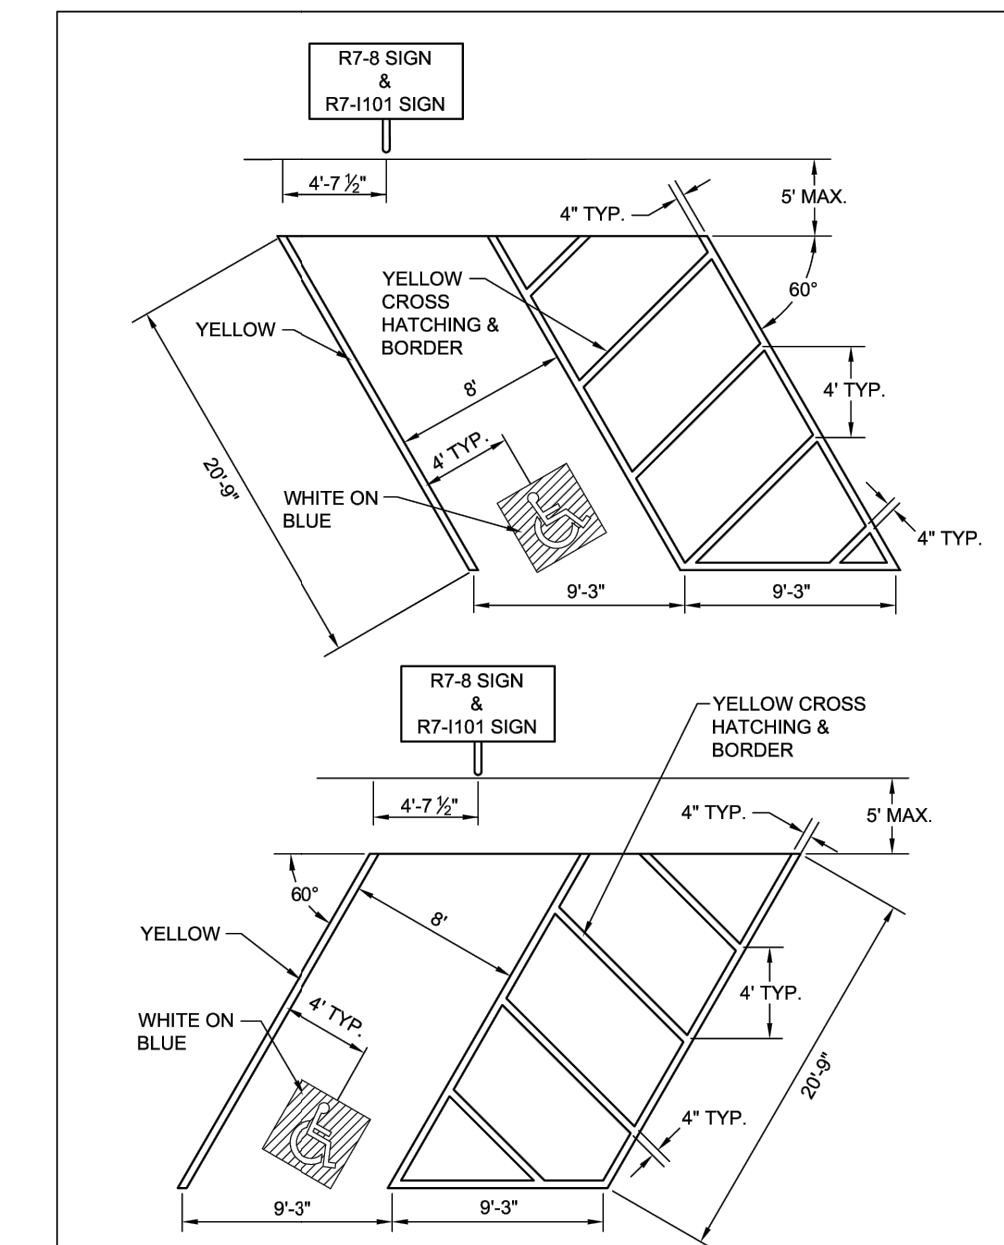 R7-8 SIGN
&
R7-I101 SIGN
4'-7 ½"
5' MAX.
4" TYP.
60°
YELLOW
CROSS
HATCHING &
BORDER
YELLOW
8'
4' TYP.
4' TYP.
20'-9"
WHITE ON
BLUE
4" TYP.
9'-3"
9'-3"
R7-8 SIGN
&
R7-I101 SIGN
YELLOW CROSS
HATCHING &
BORDER
4'-7 ½"
4" TYP.
5' MAX.
60°
8'
YELLOW
4' TYP.
4' TYP.
WHITE ON
BLUE
20'-9"
4" TYP.
9'-3"
9'-3"